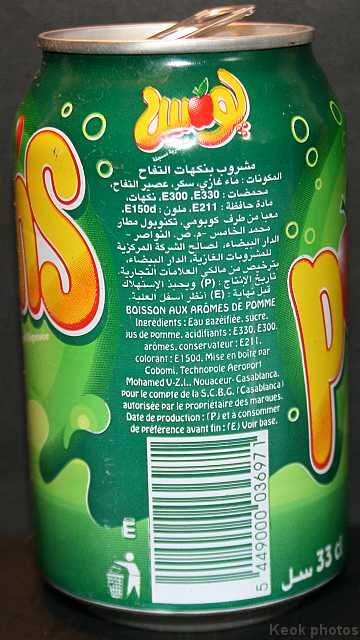 بومس
مشروب بنكهات التفاح
المكونات : ماء غازي، سكر، عصير التفاح،
محمضات : E300 ،E330، نكهات،
مادة حافظة : E211، ملون : E150d،
معبا من طرف كوبومي، تكنوبول مطار
محمد الخامس -م. ص. النواصر -
الدار البيضاء، لصالح الشركة المركزية
للمشروبات الغازية، الدار البيضاء،
بترخيص من مالكي العلامات التجارية.
تاريخ الإنتاج : (P) ويحبذ الإستهلاك
قبل نهاية : (E) أنظر أسفل العلبة.
BOISSON AUX ARÔMES DE POMME
Ingrédients : Eau gazéifiée, sucre,
jus de pomme, acidifiants : E330, E300,
arômes, conservateur : E211,
colorant : E150d, Mise en boîte par
Cobomi, Technopole Aéroport
Mohamed V-Z.I., Nouaceur- Casablanca,
pour le compte de la S.C.B.G. (Casablanca)
autorisée par le propriétaire des marques.
Date de production : (P) et à consommer
de préférence avant fin : (E) Voir base.
5 449000 036971
E
33 cl سل
ms
p
Keok photos